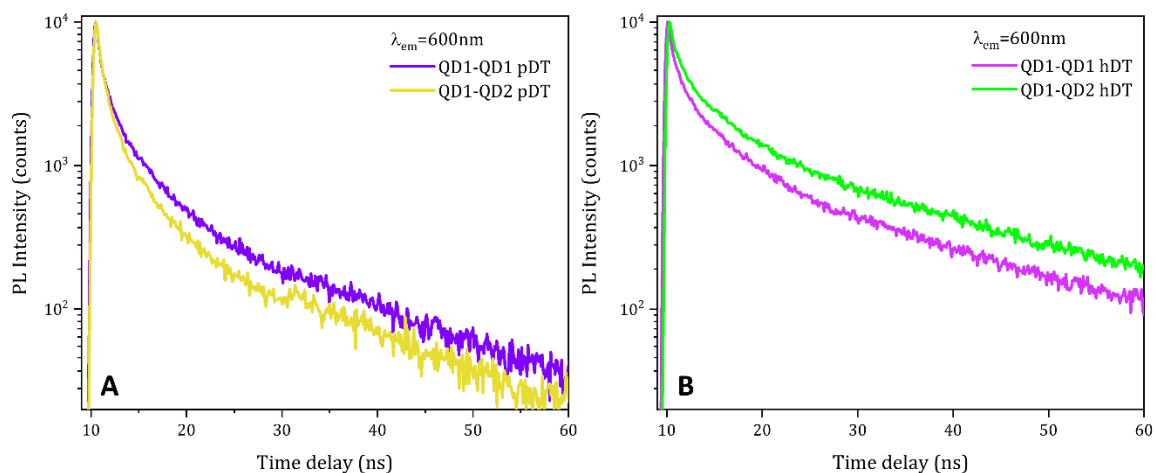 λem=600nm
QD1-QD1 pDT
QD1-QD2 pDT
PL Intensity (counts)
10⁴
10³
10²
A
10 20 30 40 50 60
Time delay (ns)
λem=600nm
QD1-QD1 hDT
QD1-QD2 hDT
PL Intensity (counts)
10⁴
10³
10²
B
10 20 30 40 50 60
Time delay (ns)